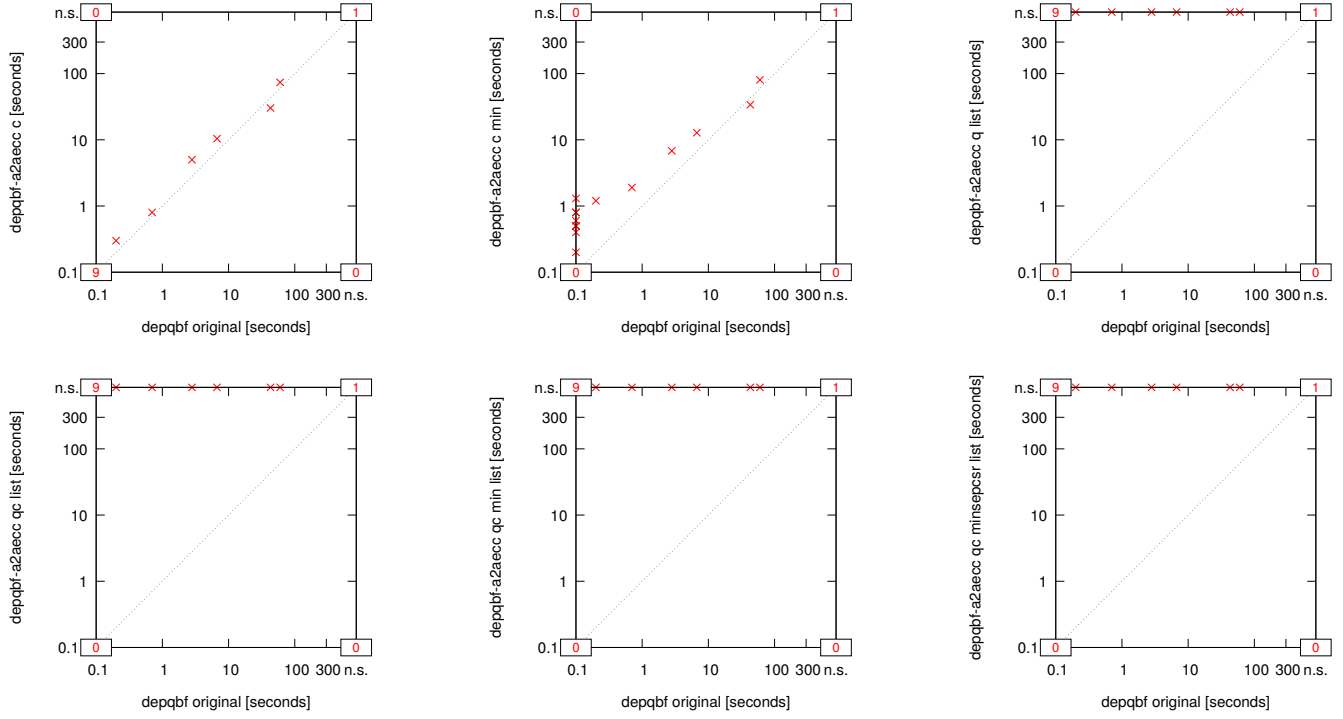 n.s. 0 1
300
100
10
1
0.1 9 0
0.1 1 10 100 300 n.s.
depqbf original [seconds]
depqbf-a2aecc c [seconds]
n.s. 0 1
300
100
10
1
0.1 0 0
0.1 1 10 100 300 n.s.
depqbf original [seconds]
depqbf-a2aecc c min [seconds]
n.s. 9 1
300
100
10
1
0.1 0 0
0.1 1 10 100 300 n.s.
depqbf original [seconds]
depqbf-a2aecc q list [seconds]
n.s. 9 1
300
100
10
1
0.1 0 0
0.1 1 10 100 300 n.s.
depqbf original [seconds]
depqbf-a2aecc qc list [seconds]
n.s. 9 1
300
100
10
1
0.1 0 0
0.1 1 10 100 300 n.s.
depqbf original [seconds]
depqbf-a2aecc qc min list [seconds]
n.s. 9 1
300
100
10
1
0.1 0 0
0.1 1 10 100 300 n.s.
depqbf original [seconds]
depqbf-a2aecc qc minsepcsr list [seconds]